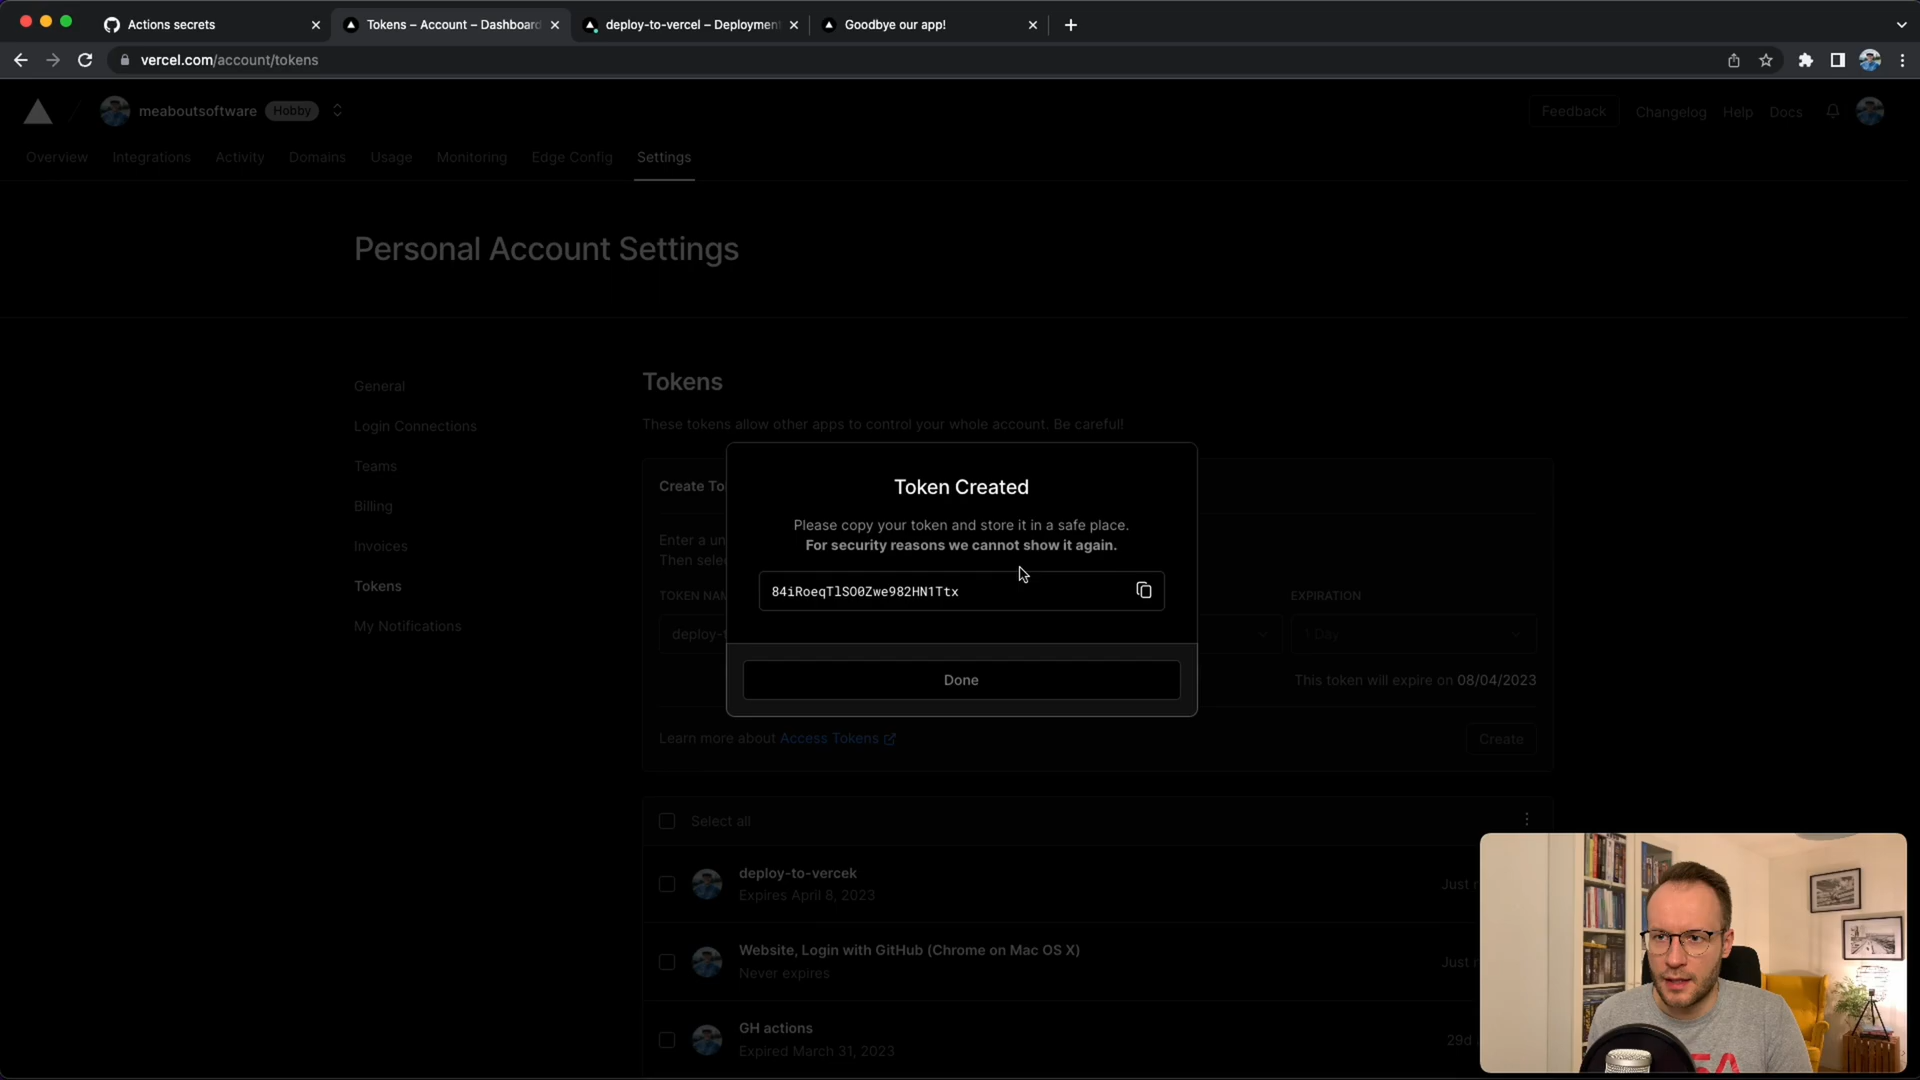 Actions secrets
Tokens – Account – Dashboard
deploy-to-vercel – Deployment
Goodbye our app!
vercel.com/account/tokens
meaboutsoftware Hobby
Feedback Changelog Help Docs
Overview Integrations Activity Domains Usage Monitoring Edge Config Settings
Personal Account Settings
General
Login Connections
Teams
Billing
Invoices
Tokens
My Notifications
Tokens
These tokens allow other apps to control your whole account. Be careful!
Create To
Enter a un
Then sele
TOKEN NAM
deploy-t
EXPIRATION
1 Day
This token will expire on 08/04/2023
Learn more about Access Tokens
Create
Token Created
Please copy your token and store it in a safe place.
For security reasons we cannot show it again.
84iRoeqTlSO0Zwe982HN1Ttx
Done
Select all
deploy-to-vercek
Expires April 8, 2023
Just
Website, Login with GitHub (Chrome on Mac OS X)
Never expires
Just
GH actions
Expired March 31, 2023
29d